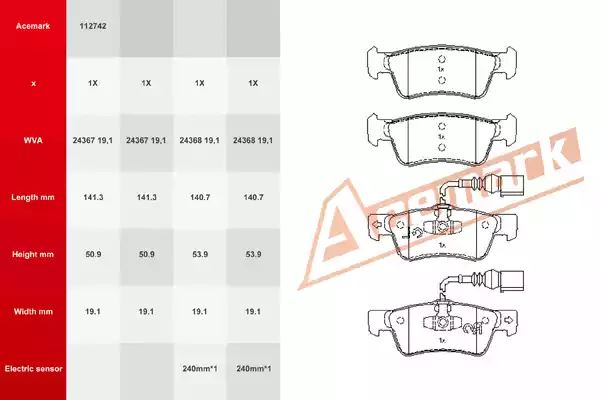 Acemark 112742
x 1X 1X 1X 1X
WVA 24367 19,1 24367 19,1 24368 19,1 24368 19,1
Length mm 141.3 141.3 140.7 140.7
Height mm 50.9 50.9 53.9 53.9
Width mm 19.1 19.1 19.1 19.1
Electric sensor 240mm*1 240mm*1
1x
1x
1x
1x
Acemark